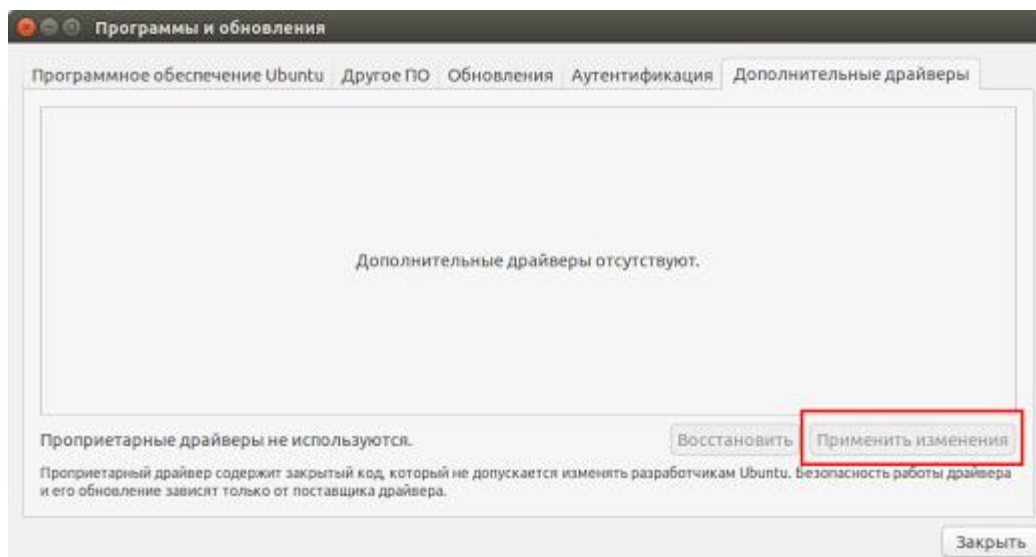 Программы и обновления
Программное обеспечение Ubuntu Другое ПО Обновления Аутентификация Дополнительные драйверы
Дополнительные драйверы отсутствуют.
Проприетарные драйверы не используются. Восстановить Применить изменения
Проприетарный драйвер содержит закрытый код, который не допускается изменять разработчикам Ubuntu. Безопасность работы драйвера
и его обновление зависят только от поставщика драйвера.
Закрыть